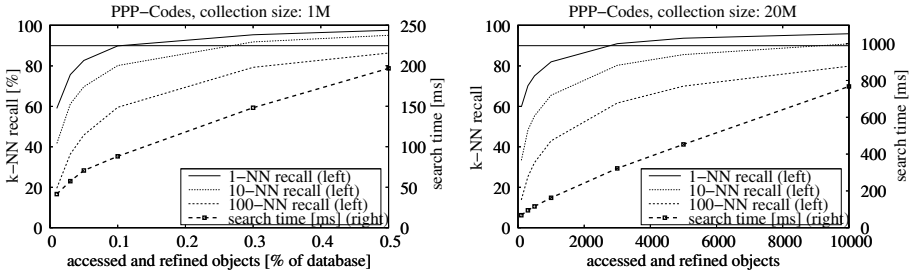 PPP-Codes, collection size: 1M
100
80
60
40
20
0
k-NN recall [%]
250
200
150
100
50
0
search time [ms]
1-NN recall (left)
10-NN recall (left)
100-NN recall (left)
search time [ms] (right)
0 0.1 0.2 0.3 0.4 0.5
accessed and refined objects [% of database]
PPP-Codes, collection size: 20M
100
80
60
40
20
0
k-NN recall
1000
800
600
400
200
0
search time [ms]
1-NN recall (left)
10-NN recall (left)
100-NN recall (left)
search time [ms] (right)
0 2000 4000 6000 8000 10000
accessed and refined objects